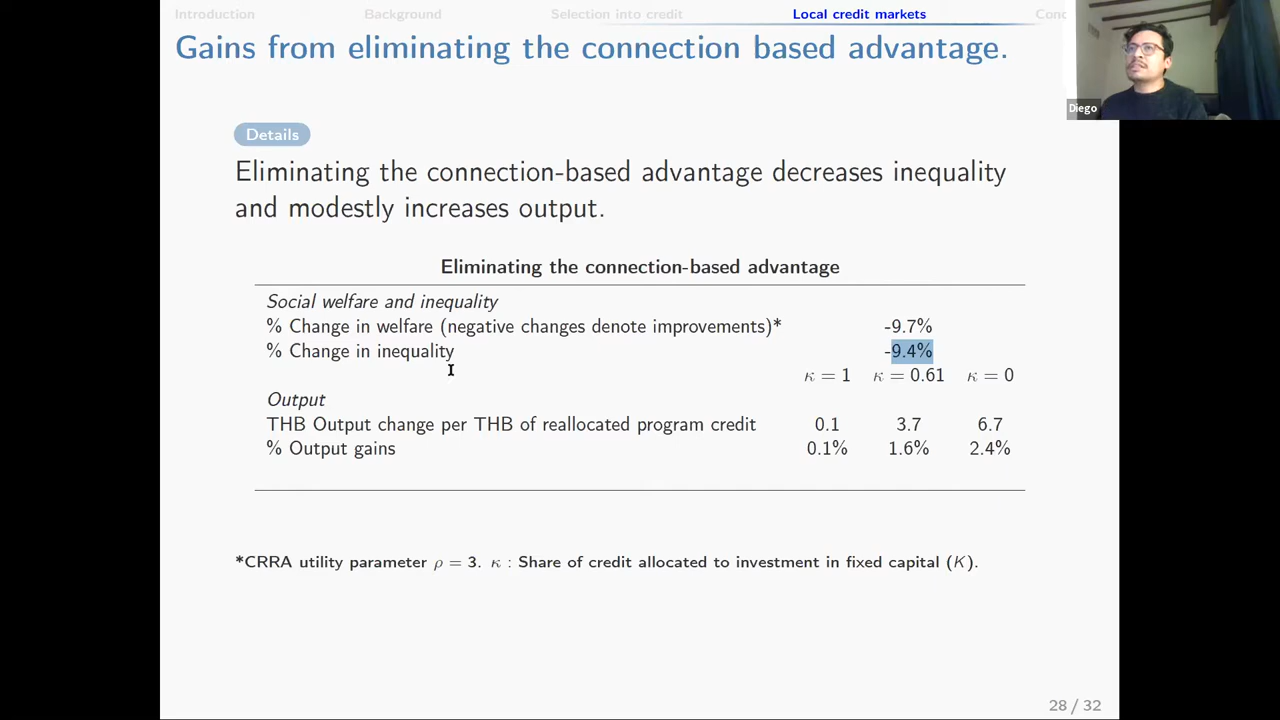 Introduction Background Selection into credit Local credit markets Conc
Gains from eliminating the connection based advantage.
Diego
Details
Eliminating the connection-based advantage decreases inequality
and modestly increases output.
Eliminating the connection-based advantage
Social welfare and inequality
% Change in welfare (negative changes denote improvements)* -9.7%
% Change in inequality -9.4%
κ = 1 κ = 0.61 κ = 0
Output
THB Output change per THB of reallocated program credit 0.1 3.7 6.7
% Output gains 0.1% 1.6% 2.4%
*CRRA utility parameter ρ = 3. κ : Share of credit allocated to investment in fixed capital (K).
28 / 32